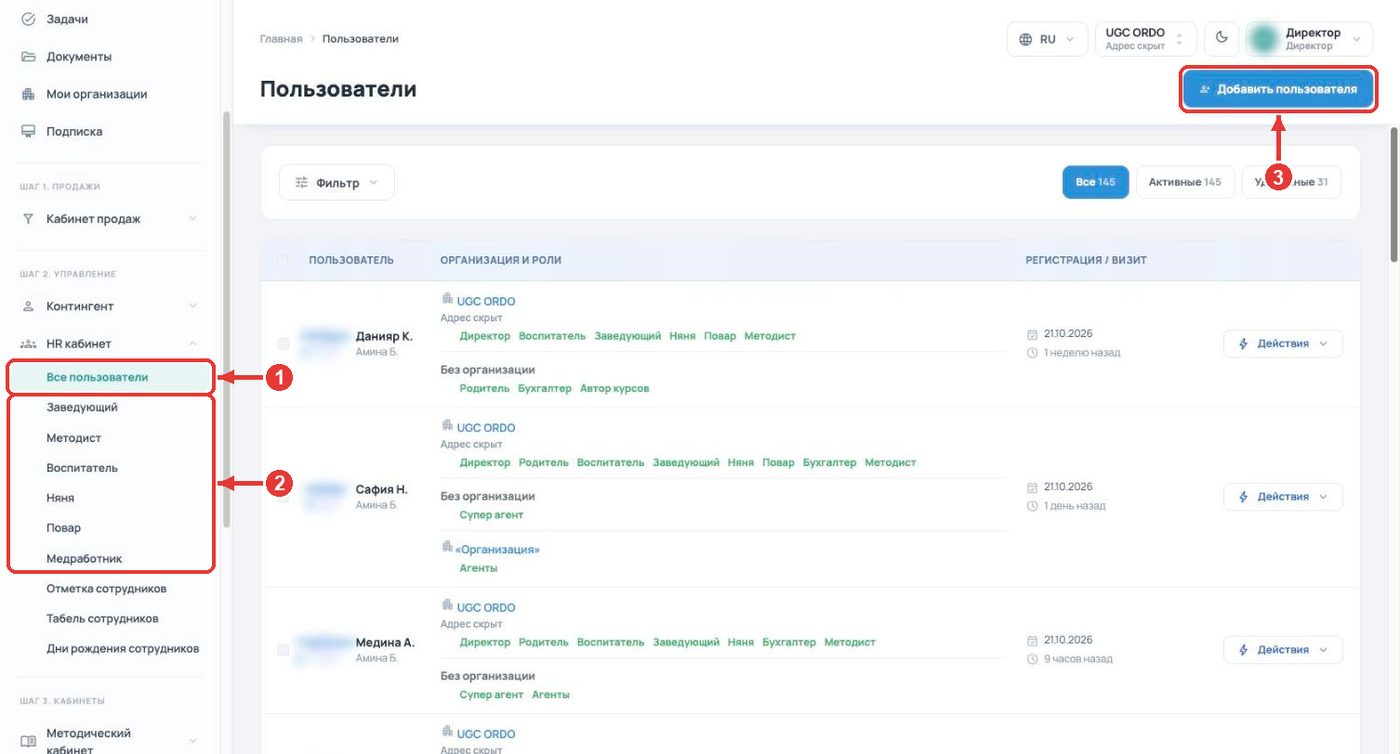 Задачи
Документы
Мои организации
Подписка
ШАГ 1. ПРОДАЖИ
Кабинет продаж
ШАГ 2. УПРАВЛЕНИЕ
Контингент
HR кабинет
Все пользователи
1
Заведующий
Методист
Воспитатель
2
Няня
Повар
Медработник
Отметка сотрудников
Табель сотрудников
Дни рождения сотрудников
ШАГ 3. КАБИНЕТЫ
Методический
кабинет
Главная > Пользователи
RU
UGC ORDO
Адрес скрыт
Директор
Директор
Пользователи
Добавить пользователя
3
Фильтр
Все 145
Активные 145
31
ПОЛЬЗОВАТЕЛЬ ОРГАНИЗАЦИЯ И РОЛИ РЕГИСТРАЦИЯ / ВИЗИТ
Данияр К.
Амина Б.
UGC ORDO
Адрес скрыт
Директор Воспитатель Заведующий Няня Повар Методист
Без организации
Родитель Бухгалтер Автор курсов
21.10.2026
1 неделю назад
Действия
Сафия Н.
Амина Б.
UGC ORDO
Адрес скрыт
Директор Родитель Воспитатель Заведующий Няня Повар Бухгалтер Методист
Без организации
Супер агент
«Организация»
Агенты
21.10.2026
1 день назад
Действия
Медина А.
Амина Б.
UGC ORDO
Адрес скрыт
Директор Родитель Воспитатель Заведующий Няня Бухгалтер Методист
Без организации
Супер агент Агенты
21.10.2026
9 часов назад
Действия
UGC ORDO
Адрес скрыт